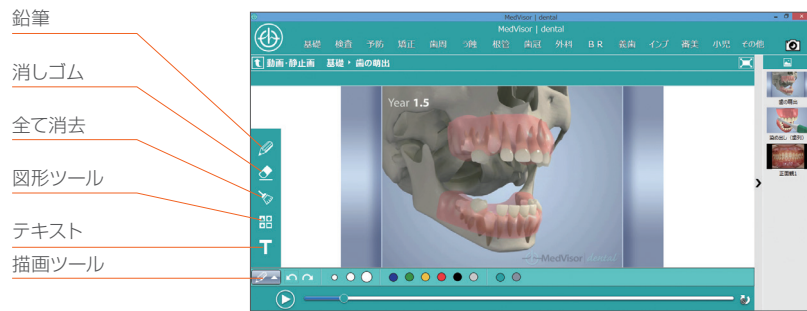 鉛筆
消しゴム
全て消去
図形ツール
テキスト
描画ツール
MedVisor | dental
MedVisor | dental
基礎 検査 予防 矯正 歯周 う蝕 根管 歯冠 外科 B R 義歯 インプ 審美 小児 その他
動画・静止画 基礎 ▸ 歯の萌出
Year 1.5
歯の萌出
正面観1
T
MedVisor dental